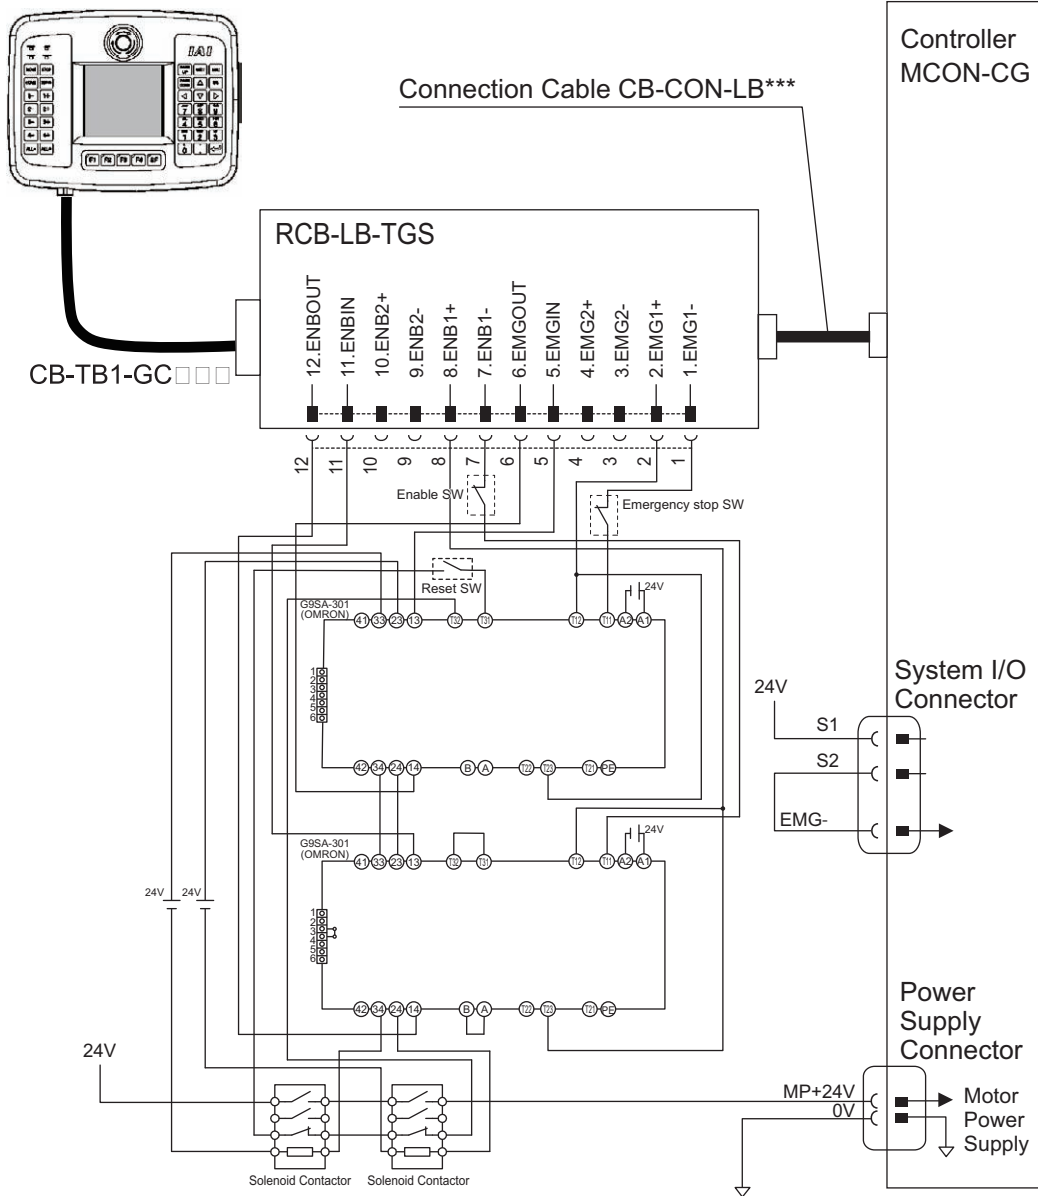 IAI
F1 F2 F3 F4
Controller
MCON-CG
Connection Cable CB-CON-LB***
RCB-LB-TGS
12.ENBOUT
11.ENBIN
10.ENB2+
9.ENB2-
8.ENB1+
7.ENB1-
6.EMGOUT
5.EMGIN
4.EMG2+
3.EMG2-
2.EMG1+
1.EMG1-
CB-TB1-GC□□□
12 11 10 9 8 7 6 5 4 3 2 1
Enable SW
Emergency stop SW
Reset SW
G9SA-301
(OMRON)
24V
41 33 23 13 T32 T31 T12 T11 A2 A1
1
2
3
4
5
6
42 34 24 14 B A T22 T23 T21 PE
System I/O
Connector
24V
S1
S2
EMG-
G9SA-301
(OMRON)
24V
41 33 23 13 T32 T31 T12 T11 A2 A1
24V 24V
1
2
3
4
5
6
42 34 24 14 B A T22 T23 T21 PE
Power
Supply
Connector
24V
MP+24V
0V
Motor
Power
Supply
Solenoid Contactor Solenoid Contactor